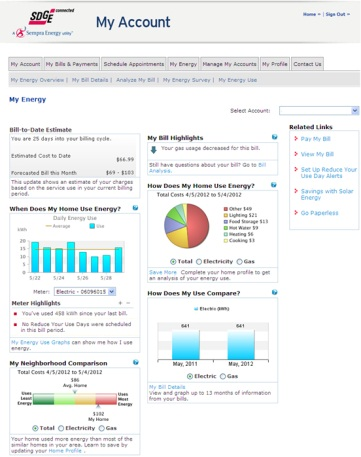 SDGE connected
A Sempra Energy utility
My Account
Home | Sign Out
My Account
My Bills & Payments
Schedule Appointments
My Energy
Manage My Accounts
My Profile
Contact Us
My Energy Overview | My Bill Details | Analyze My Bill | My Energy Survey | My Energy Use
My Energy
Select Account:
Bill-to-Date Estimate
You are 25 days into your billing cycle.
Estimated Cost to Date
$66.99
Forecasted Bill this Month
$69 - $103
This update shows an estimate of your charges
based on the service use in your current billing
period.
When Does My Home Use Energy?
Daily Energy Use
Average
Use
kWh
20
15
10
5
0
5/22
5/24
5/26
5/28
Meter:
Meter Highlights
You've used 458 kWh since your last bill.
No Reduce Your Use Days were scheduled
in this bill period.
My Energy Use Graphs can show me how I use
energy.
My Neighborhood Comparison
Total Costs 4/5/2012 to 5/4/2012
$86
Avg. Home
Uses
Least
Energy
Uses
Most
Energy
$102
My Home
Total
Electricity
Gas
Your home used more energy than most of the
similar homes in your area. Learn to save by
updating your Home Profile .
My Bill Highlights
Your gas usage decreased for this bill.
Still have questions about your bill? Go to Bill
Analysis.
How Does My Home Use Energy?
Total Costs 4/5/2012 to 5/4/2012
Other $49
Lighting $21
Food Storage $13
Hot Water $9
Heating $6
Cooking $3
Total
Electricity
Gas
Save More Complete your home profile to get
an analysis of your energy use.
How Does My Use Compare?
Electric (kWh)
641
641
May, 2011
May, 2012
Electric
Gas
My Bill Details
View and graph up to 13 months of information
from your bills.
Related Links
Pay My Bill
View My Bill
Set Up Reduce Your
Use Day Alerts
Savings with Solar
Energy
Go Paperless